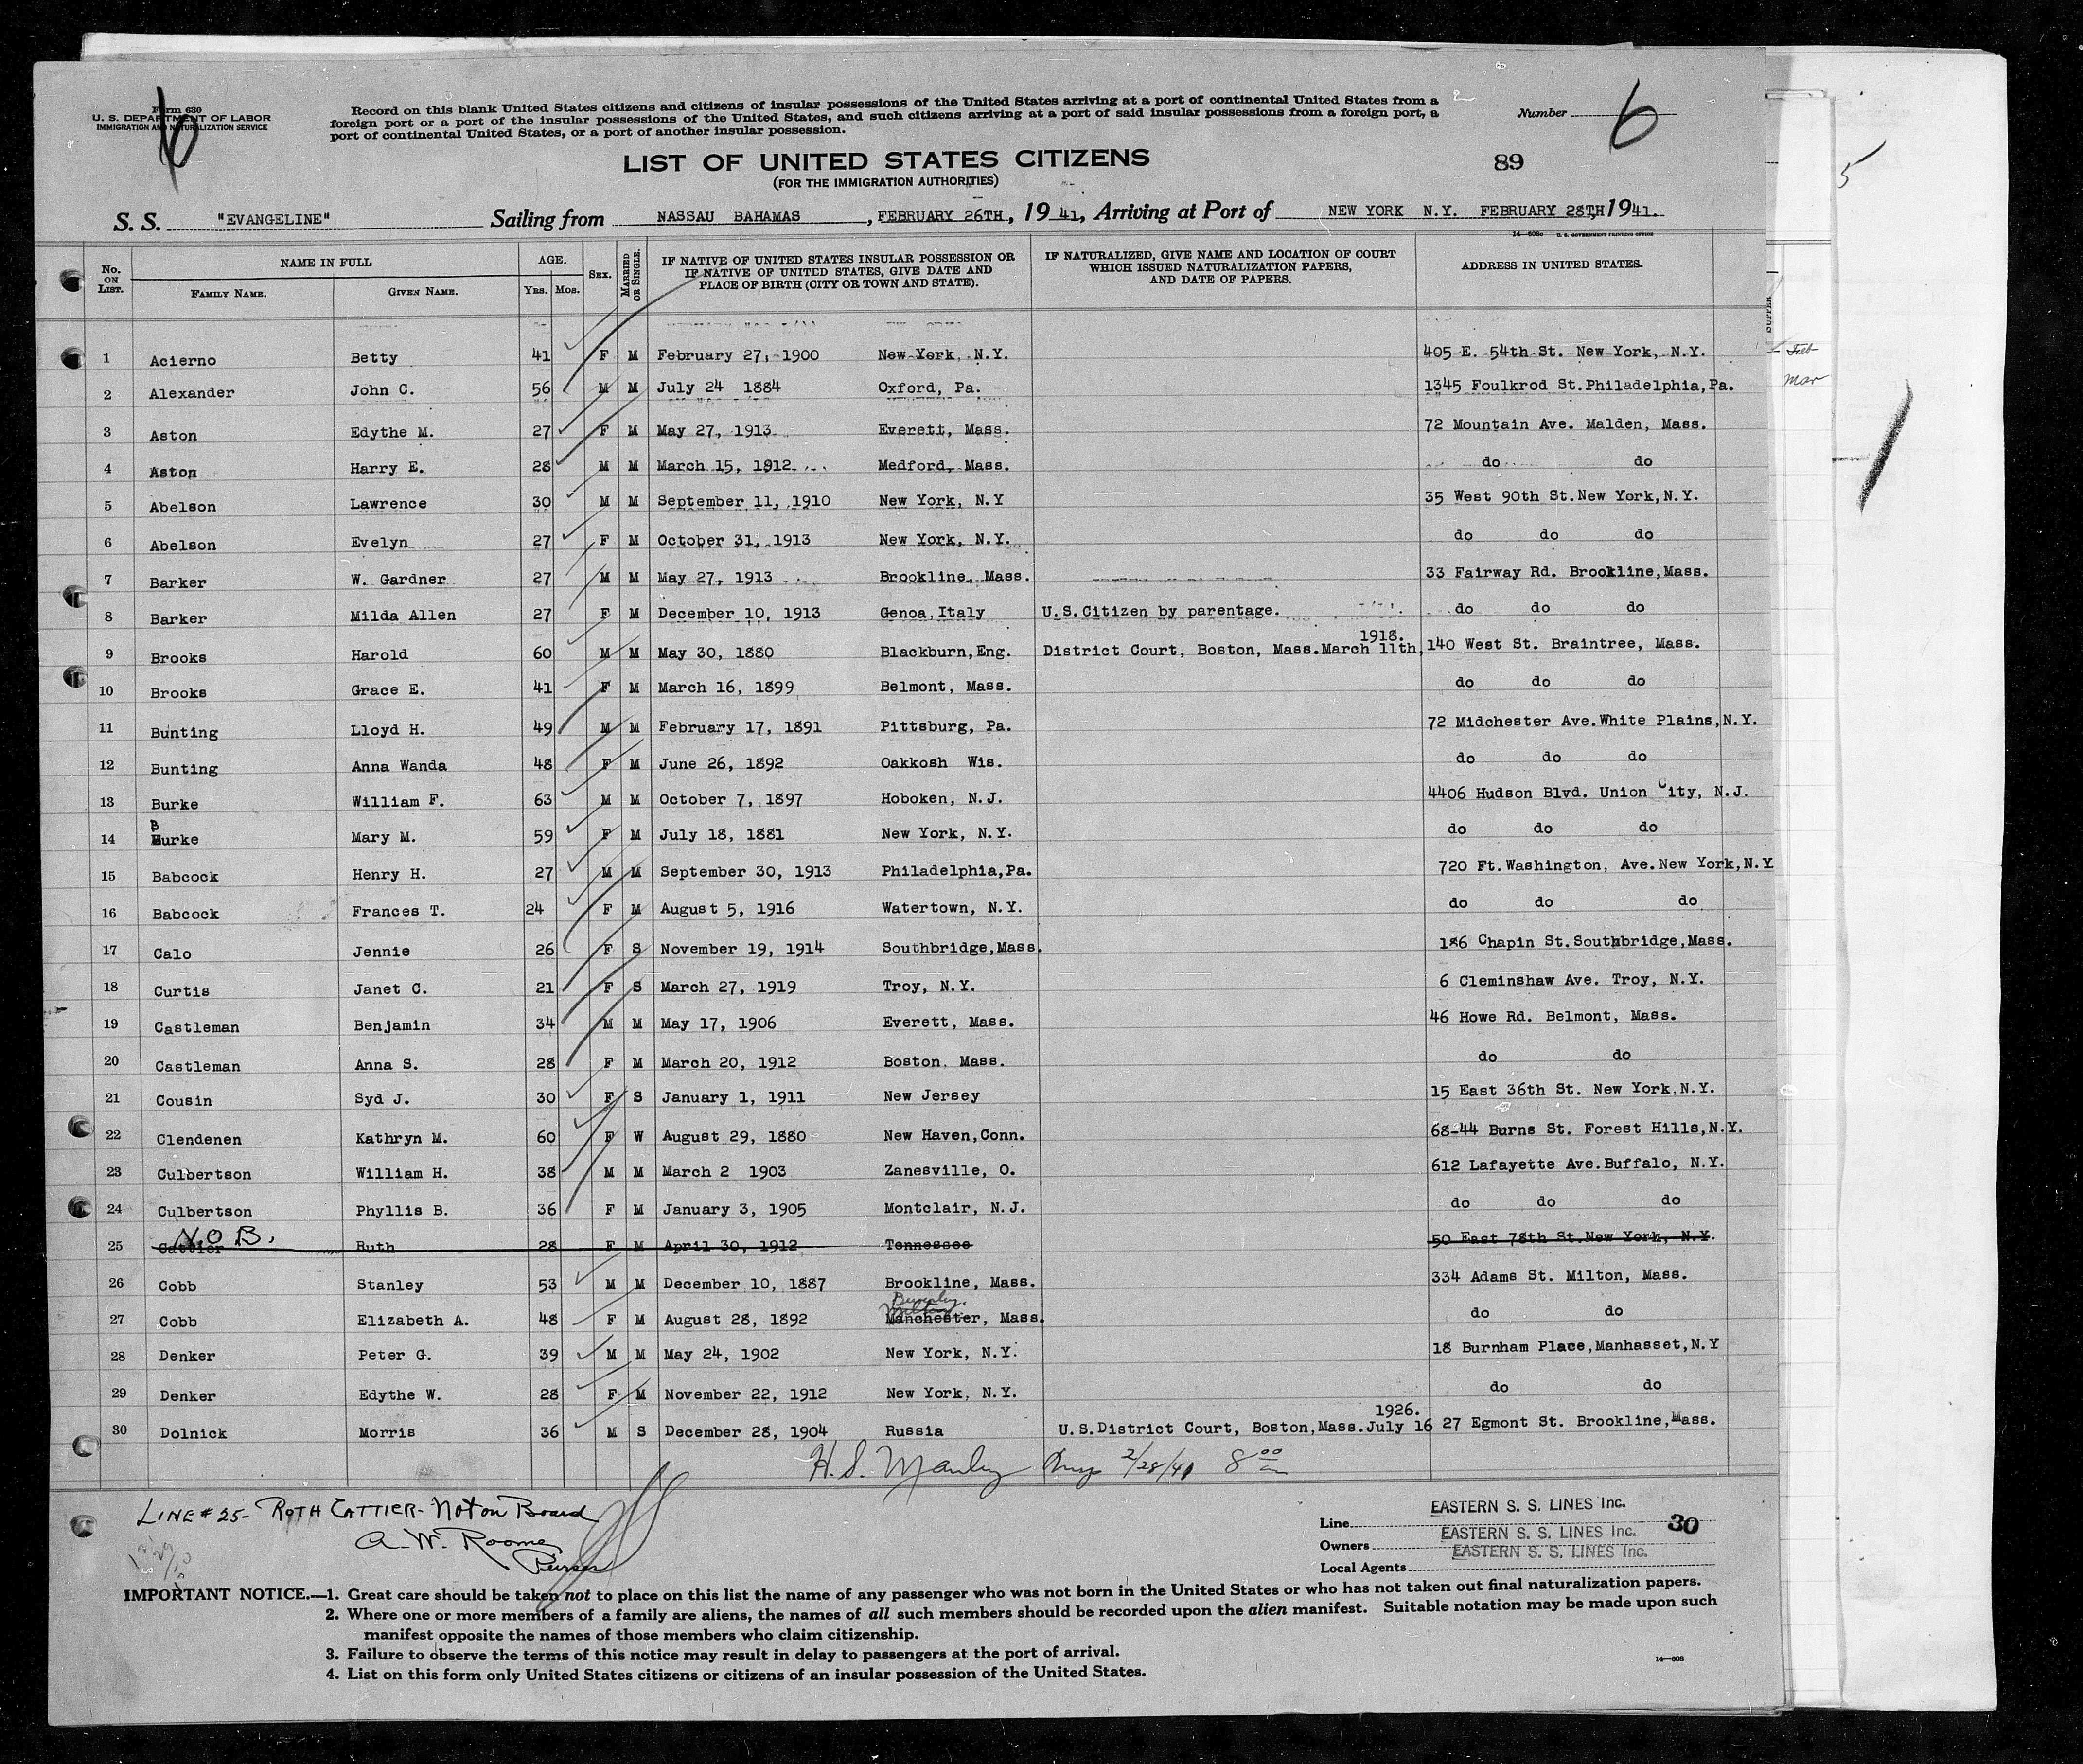 Form 630
U. S. DEPARTMENT OF LABOR
IMMIGRATION AND NATURALIZATION SERVICE
6
Record on this blank United States citizens and citizens of insular possessions of the United States arriving at a port of continental United States from a
foreign port or a port of the insular possessions of the United States, and such citizens arriving at a port of said insular possessions from a foreign port, a
port of continental United States, or a port of another insular possession.
Number 6
LIST OF UNITED STATES CITIZENS
(FOR THE IMMIGRATION AUTHORITIES)
89
5
S. S. "EVANGELINE" Sailing from NASSAU BAHAMAS, FEBRUARY 26TH, 1941, Arriving at Port of NEW YORK N.Y. FEBRUARY 28TH, 1941.
14—608c U. S. GOVERNMENT PRINTING OFFICE
No. ON LIST. NAME IN FULL FAMILY NAME. GIVEN NAME. AGE. YRS. MOS. SEX. MARRIED OR SINGLE. IF NATIVE OF UNITED STATES INSULAR POSSESSION OR IF NATIVE OF UNITED STATES, GIVE DATE AND PLACE OF BIRTH (CITY OR TOWN AND STATE). IF NATURALIZED, GIVE NAME AND LOCATION OF COURT WHICH ISSUED NATURALIZATION PAPERS, AND DATE OF PAPERS. ADDRESS IN UNITED STATES.
1 Acierno Betty 41 F M February 27, 1900 New York, N.Y. 405 E. 54th St. New York, N.Y.
2 Alexander John C. 56 M M July 24 1884 Oxford, Pa. 1345 Foulkrod St.Philadelphia,Pa.
3 Aston Edythe M. 27 F M May 27, 1913 Everett, Mass. 72 Mountain Ave. Malden, Mass.
4 Aston Harry E. 28 M M March 15, 1912 Medford, Mass. do do
5 Abelson Lawrence 30 M M September 11, 1910 New York, N.Y 35 West 90th St.New York,N.Y.
6 Abelson Evelyn 27 F M October 31, 1913 New York, N.Y. do do do
7 Barker W. Gardner 27 M M May 27, 1913 Brookline, Mass. 33 Fairway Rd. Brookline,Mass.
8 Barker Milda Allen 27 F M December 10, 1913 Genoa,Italy U.S.Citizen by parentage. do do do
9 Brooks Harold 60 M M May 30, 1880 Blackburn,Eng. District Court, Boston, Mass.March 11th, 1918. 140 West St. Braintree, Mass.
10 Brooks Grace E. 41 F M March 16, 1899 Belmont, Mass. do do do
11 Bunting Lloyd H. 49 M M February 17, 1891 Pittsburg, Pa. 72 Midchester Ave.White Plains,N.Y.
12 Bunting Anna Wanda 48 F M June 26, 1892 Oakkosh Wis. do do do
13 Burke William F. 63 M M October 7, 1897 Hoboken, N.J. 4406 Hudson Blvd. Union City, N.J.
14 Burke Mary M. 59 F M July 18, 1881 New York, N.Y. do do do
15 Babcock Henry H. 27 M M September 30, 1913 Philadelphia,Pa. 720 Ft.Washington, Ave.New York,N.Y
16 Babcock Frances T. 24 F M August 5, 1916 Watertown, N.Y. do do do
17 Calo Jennie 26 F S November 19, 1914 Southbridge,Mass. 186 Chapin St.Southbridge,Mass.
18 Curtis Janet C. 21 F S March 27, 1919 Troy, N.Y. 6 Cleminshaw Ave. Troy, N.Y.
19 Castleman Benjamin 34 M M May 17, 1906 Everett, Mass. 46 Howe Rd. Belmont, Mass.
20 Castleman Anna S. 28 F M March 20, 1912 Boston, Mass. do do
21 Cousin Syd J. 30 F S January 1, 1911 New Jersey 15 East 36th St. New York,N.Y.
22 Clendenen Kathryn M. 60 F W August 29, 1880 New Haven,Conn. 68-44 Burns St. Forest Hills,N.Y.
23 Culbertson William H. 38 M M March 2 1903 Zanesville, O. 612 Lafayette Ave.Buffalo, N.Y.
24 Culbertson Phyllis B. 36 F M January 3, 1905 Montclair, N.J. do do do
N.O.B.
25 Cattier Ruth 28 F M April 30, 1912 Tennessee 50 East 78th St.New York, N.Y.
26 Cobb Stanley 53 M M December 10, 1887 Brookline, Mass. 334 Adams St. Milton, Mass.
Beverly.
Milton
27 Cobb Elizabeth A. 48 F M August 28, 1892 Manchester, Mass. do do
28 Denker Peter G. 39 M M May 24, 1902 New York, N.Y. 18 Burnham Place,Manhasset,N.Y
29 Denker Edythe W. 28 F M November 22, 1912 New York, N.Y. do do
30 Dolnick Morris 36 M S December 28, 1904 Russia U.S.District Court, Boston,Mass.July 16 1926. 27 Egmont St. Brookline,Mass.
H. S. Manley Insp 2/28/41 8 00 am
LINE # 25- RUTH CATTIER- Not on Board
A. W. Roome
Purser
Line EASTERN S. S. LINES Inc.
Owners EASTERN S. S. LINES Inc. 30
Local Agents EASTERN S. S. LINES Inc.
IMPORTANT NOTICE.—1. Great care should be taken not to place on this list the name of any passenger who was not born in the United States or who has not taken out final naturalization papers.
2. Where one or more members of a family are aliens, the names of all such members should be recorded upon the alien manifest. Suitable notation may be made upon such
manifest opposite the names of those members who claim citizenship.
3. Failure to observe the terms of this notice may result in delay to passengers at the port of arrival.
4. List on this form only United States citizens or citizens of an insular possession of the United States.
14—608
Feb
Mar